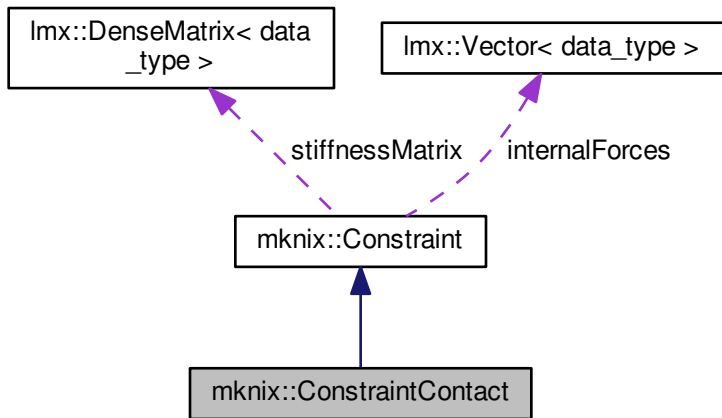 lmx::DenseMatrix< data
_type >
lmx::Vector< data_type >
stiffnessMatrix
internalForces
mknix::Constraint
mknix::ConstraintContact